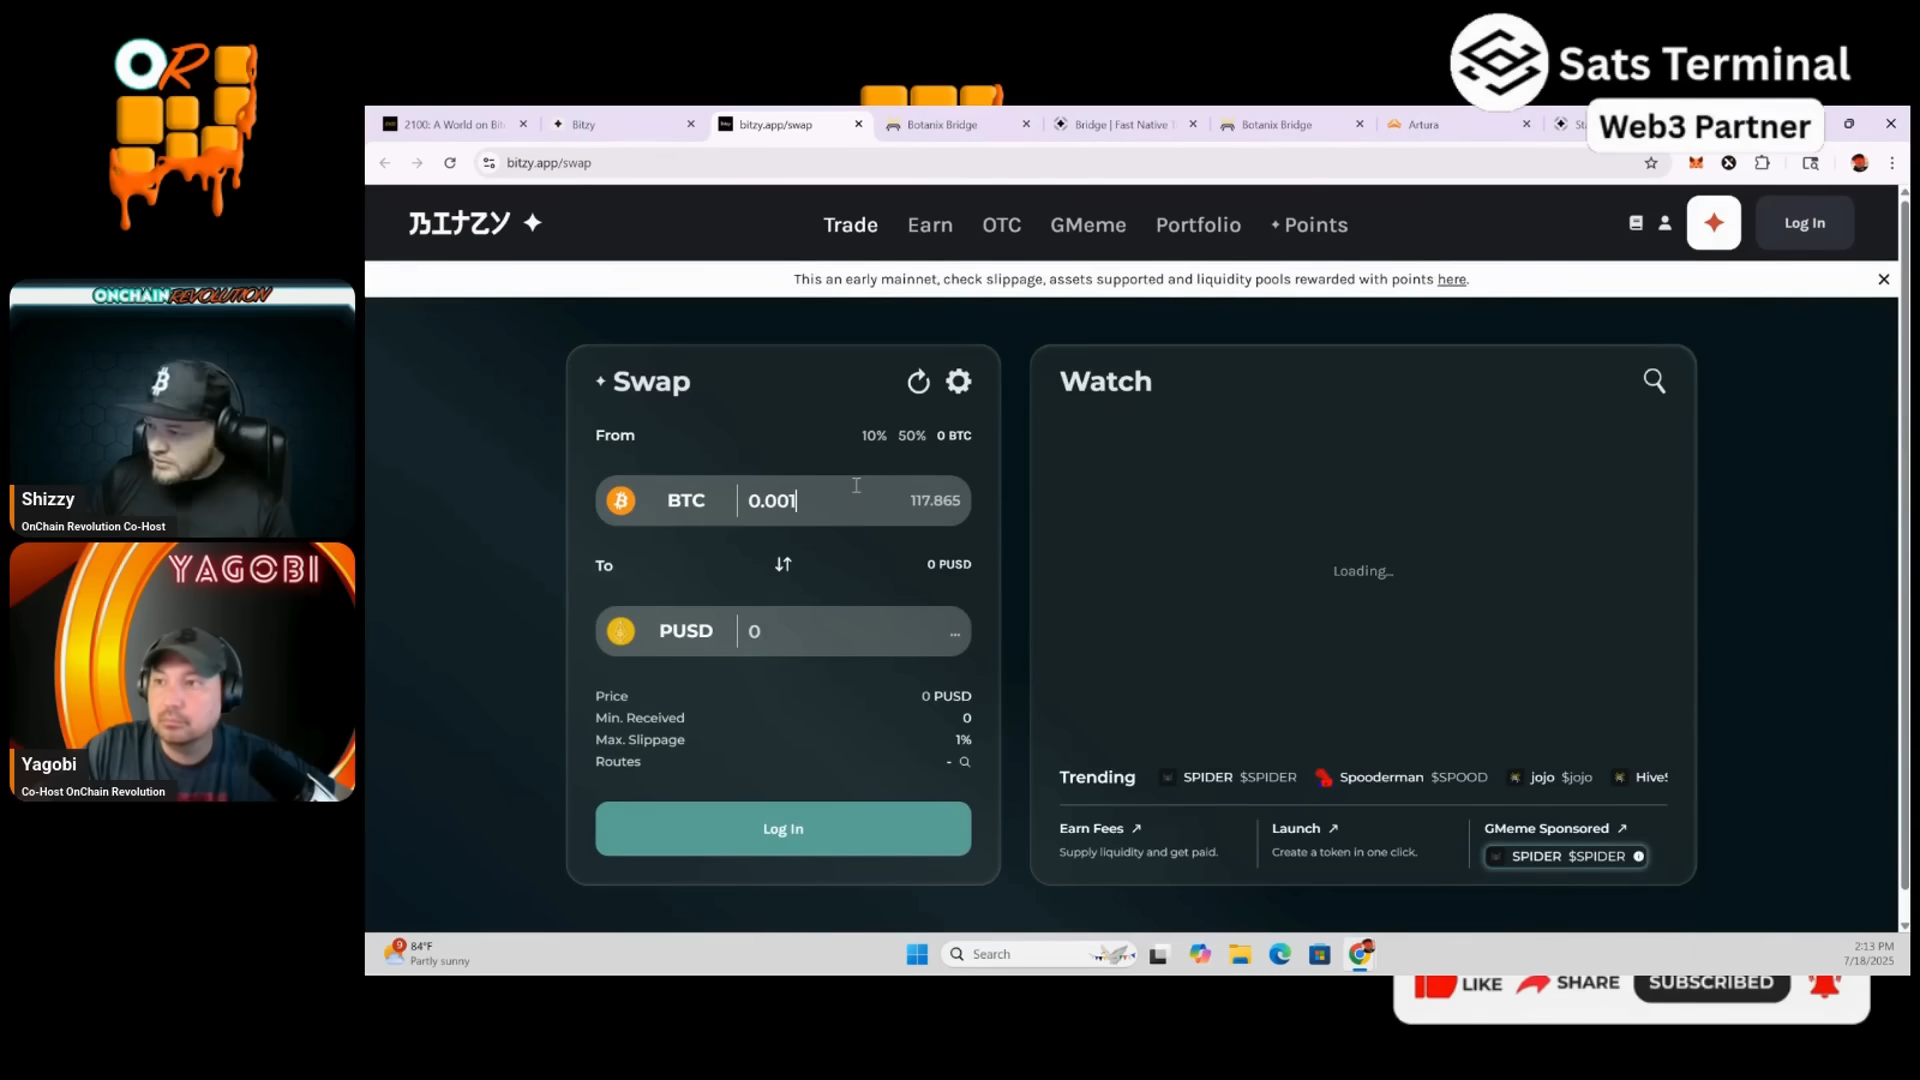 OR
Sats Terminal
Web3 Partner
2100: A World on Bit
Bitzy
bitzy.app/swap
Botanix Bridge
Bridge | Fast Native T
Botanix Bridge
Artura
bitzy.app/swap
Trade
Earn
OTC
GMeme
Portfolio
Points
Log In
This an early mainnet, check slippage, assets supported and liquidity pools rewarded with points here.
ONCHAIN REVOLUTION
Shizzy
OnChain Revolution Co-Host
YAGOBI
Yagobi
Co-Host OnChain Revolution
Swap
From
10% 50% 0 BTC
BTC 0.001 117.865
To
0 PUSD
PUSD 0 ...
Price 0 PUSD
Min. Received 0
Max. Slippage 1%
Routes -
Log In
Watch
Loading...
Trending SPIDER $SPIDER Spooderman $SPOOD jojo $jojo HiveS
Earn Fees
Supply liquidity and get paid.
Launch
Create a token in one click.
GMeme Sponsored
SPIDER $SPIDER
9
84°F
Partly sunny
Search
2:13 PM
7/18/2025
LIKE SHARE SUBSCRIBED